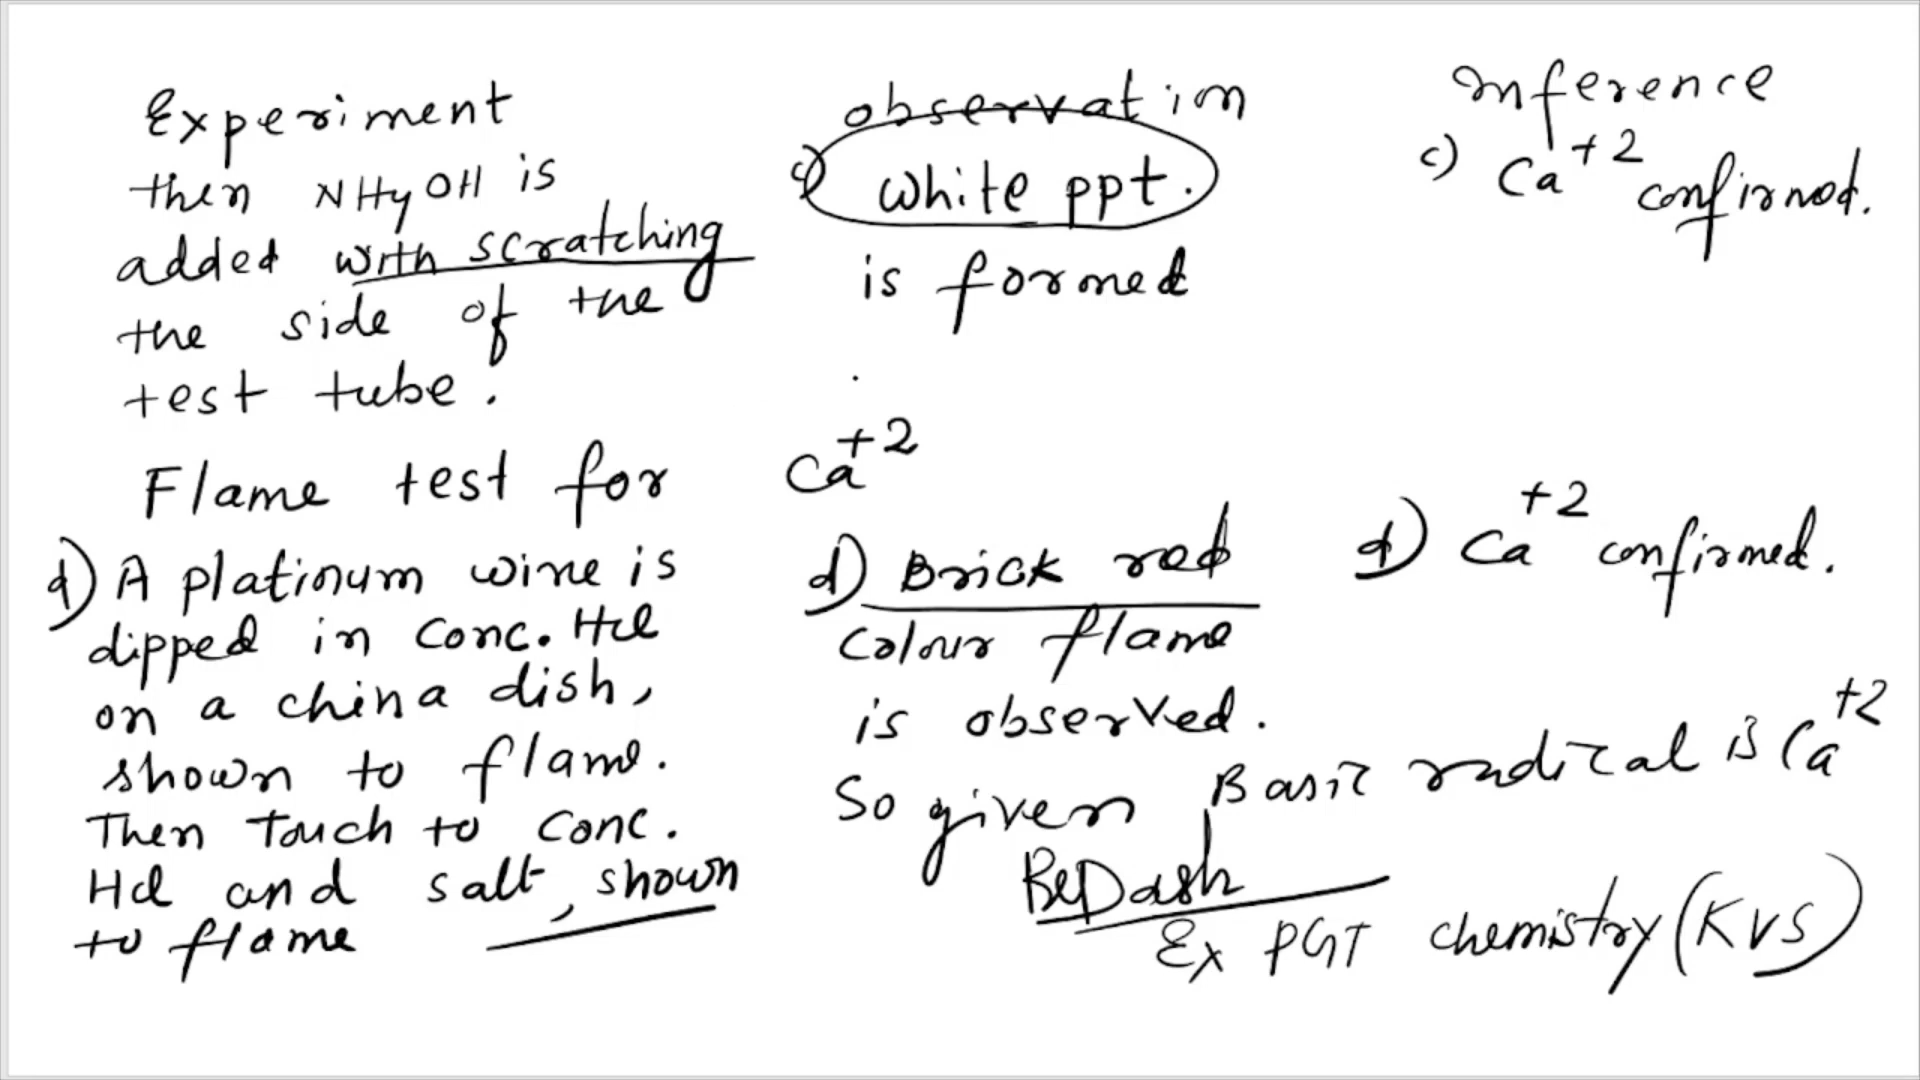 Experiment
then NH4OH is
added with scratching
the side of the
test tube.
observation
c) white ppt.
is formed
Inference
c) Ca+2 confirmed.
Flame test for Ca+2
d) A platinum wire is
dipped in conc. Hcl
on a china dish,
shown to flame.
Then touch to conc.
Hcl and salt, shown
to flame
d) Brick red
colour flame
is observed.
d) Ca+2 confirmed.
So given Basic radical is Ca+2
Ex PGT chemistry (KVS)